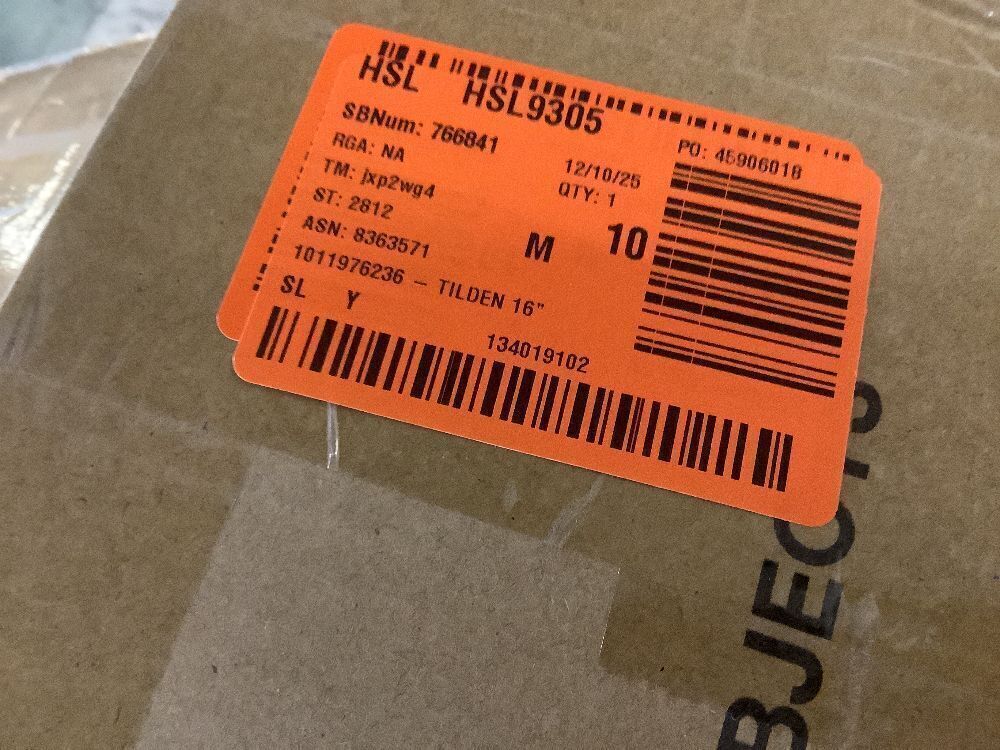 HSL HSL9305
SBNum: 766841
RGA: NA
12/10/25
PO: 45906018
TM: jxp2wg4
QTY: 1
ST: 2812
ASN: 8363571
M 10
1011976236 – TILDEN 16"
SL Y
134019102
BJECTS